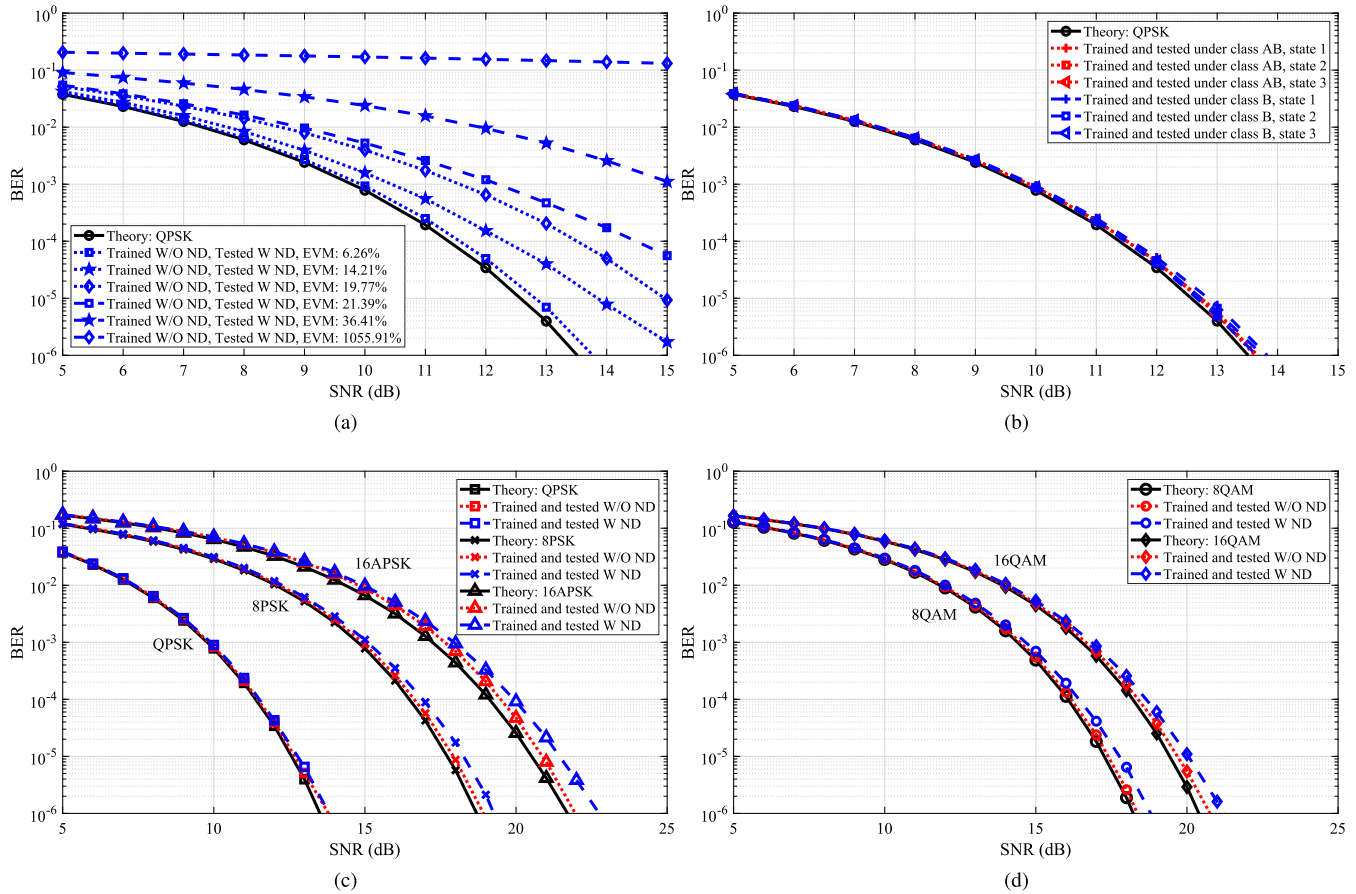 10^0
10^-1
10^-2
10^-3
10^-4
10^-5
10^-6
BER
Theory: QPSK
Trained W/O ND, Tested W ND, EVM: 6.26%
Trained W/O ND, Tested W ND, EVM: 14.21%
Trained W/O ND, Tested W ND, EVM: 19.77%
Trained W/O ND, Tested W ND, EVM: 21.39%
Trained W/O ND, Tested W ND, EVM: 36.41%
Trained W/O ND, Tested W ND, EVM: 1055.91%
5 6 7 8 9 10 11 12 13 14 15
SNR (dB)
(a)
10^0
10^-1
10^-2
10^-3
10^-4
10^-5
10^-6
BER
Theory: QPSK
Trained and tested under class AB, state 1
Trained and tested under class AB, state 2
Trained and tested under class AB, state 3
Trained and tested under class B, state 1
Trained and tested under class B, state 2
Trained and tested under class B, state 3
5 6 7 8 9 10 11 12 13 14 15
SNR (dB)
(b)
10^0
10^-1
10^-2
10^-3
10^-4
10^-5
10^-6
BER
Theory: QPSK
Trained and tested W/O ND
Trained and tested W ND
Theory: 8PSK
Trained and tested W/O ND
Trained and tested W ND
Theory: 16APSK
Trained and tested W/O ND
Trained and tested W ND
16APSK
8PSK
QPSK
5 10 15 20 25
SNR (dB)
(c)
10^0
10^-1
10^-2
10^-3
10^-4
10^-5
10^-6
BER
Theory: 8QAM
Trained and tested W/O ND
Trained and tested W ND
Theory: 16QAM
Trained and tested W/O ND
Trained and tested W ND
16QAM
8QAM
5 10 15 20 25
SNR (dB)
(d)